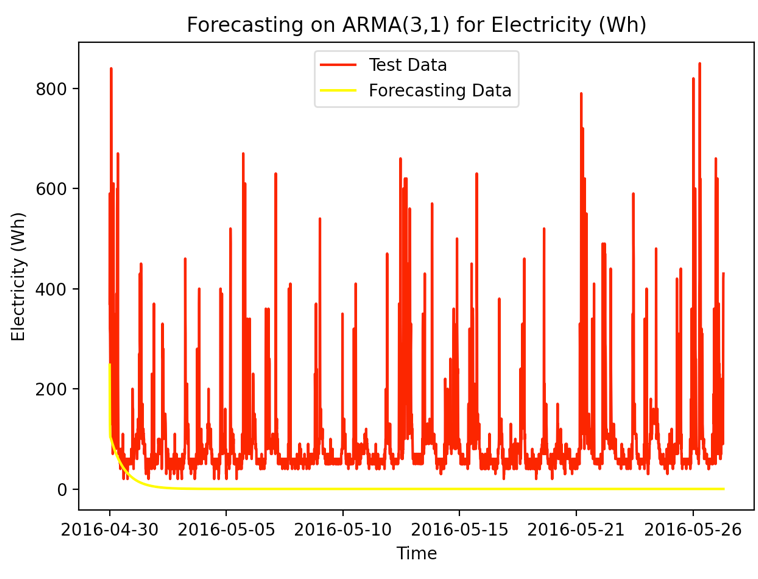 Forecasting on ARMA(3,1) for Electricity (Wh)
Test Data
Forecasting Data
Electricity (Wh)
800
600
400
200
0
2016-04-30 2016-05-05 2016-05-10 2016-05-15 2016-05-21 2016-05-26
Time